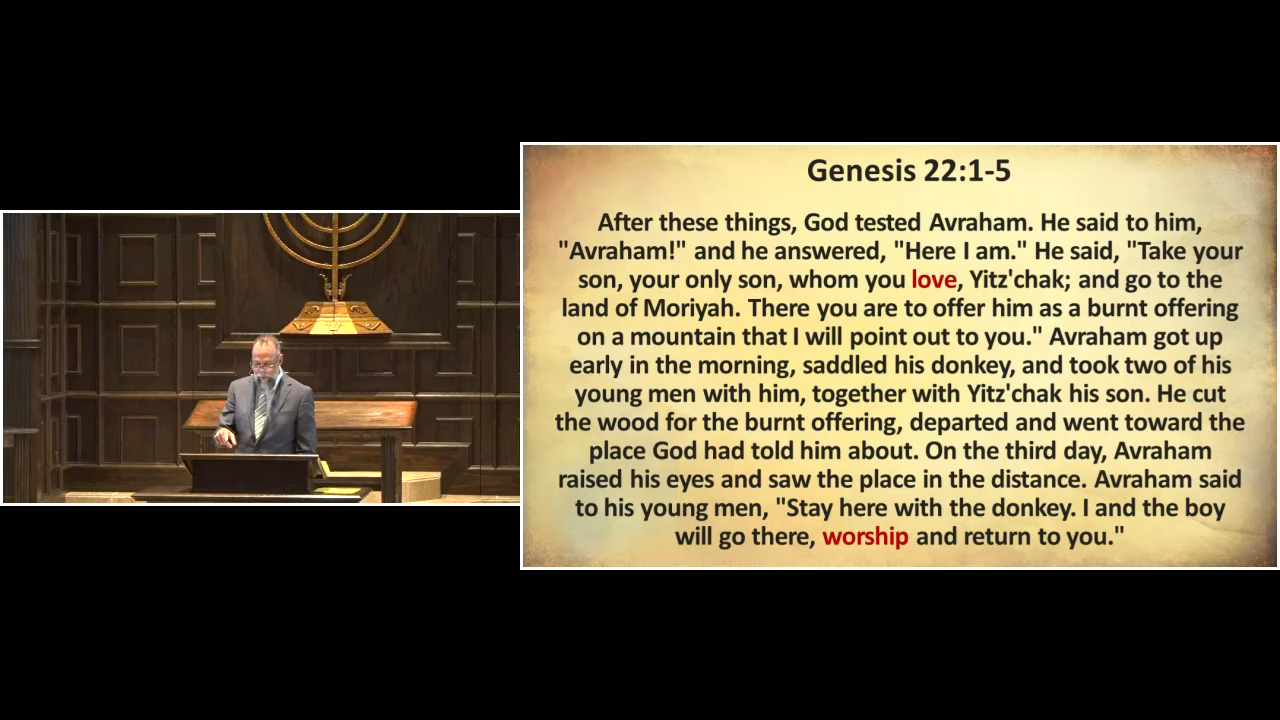 Genesis 22:1-5
After these things, God tested Avraham. He said to him,
"Avraham!" and he answered, "Here I am." He said, "Take your
son, your only son, whom you love, Yitz'chak; and go to the
land of Moriyah. There you are to offer him as a burnt offering
on a mountain that I will point out to you." Avraham got up
early in the morning, saddled his donkey, and took two of his
young men with him, together with Yitz'chak his son. He cut
the wood for the burnt offering, departed and went toward the
place God had told him about. On the third day, Avraham
raised his eyes and saw the place in the distance. Avraham said
to his young men, "Stay here with the donkey. I and the boy
will go there, worship and return to you."